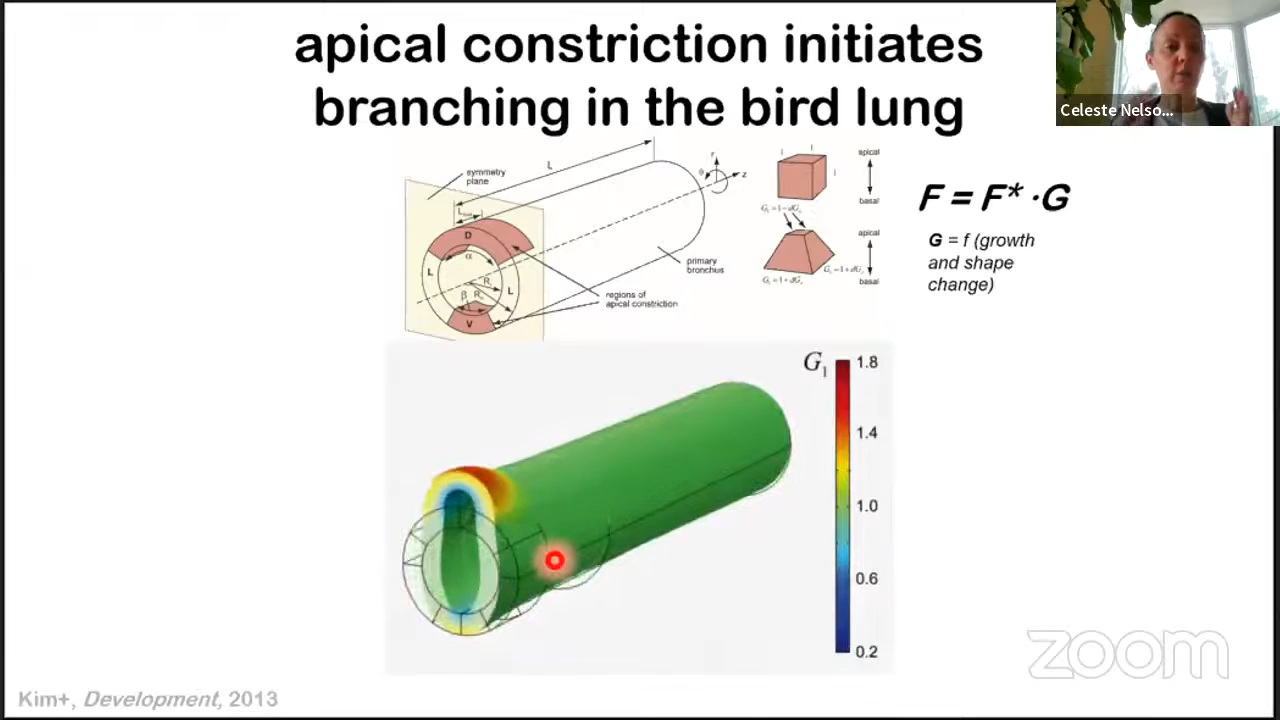 apical constriction initiates
branching in the bird lung
Celeste Nelso...
symmetry
plane
L
r
θ
z
D
α
L
L
R
β
R
V
regions of
apical constriction
primary
bronchus
l
l
l
apical
basal
apical
basal
F = F* · G
G = f (growth
and shape
change)
G₁
1.8
1.4
1.0
0.6
0.2
zoom
Kim+, Development, 2013